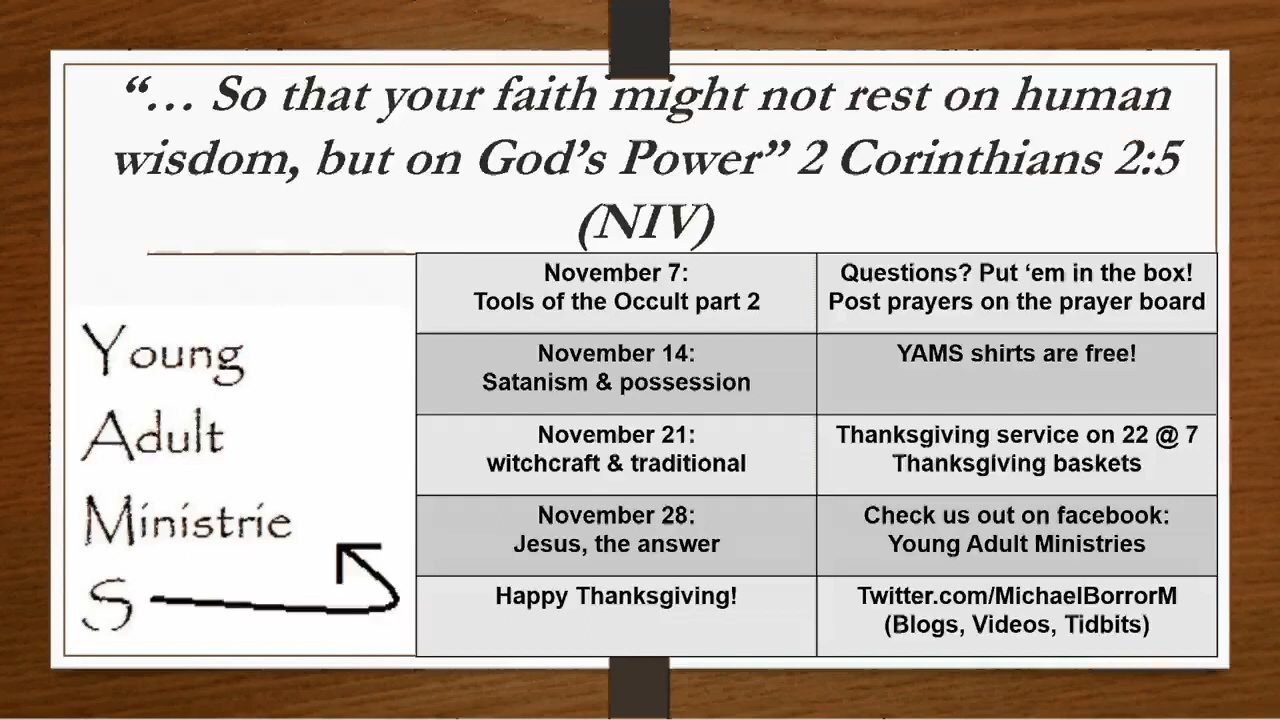 “… So that your faith might not rest on human
wisdom, but on God’s Power” 2 Corinthians 2:5
(NIV)
Young
Adult
Ministrie
S
November 7:
Tools of the Occult part 2
Questions? Put ‘em in the box!
Post prayers on the prayer board
November 14:
Satanism & possession
YAMS shirts are free!
November 21:
witchcraft & traditional
Thanksgiving service on 22 @ 7
Thanksgiving baskets
November 28:
Jesus, the answer
Check us out on facebook:
Young Adult Ministries
Happy Thanksgiving!
Twitter.com/MichaelBorrorM
(Blogs, Videos, Tidbits)